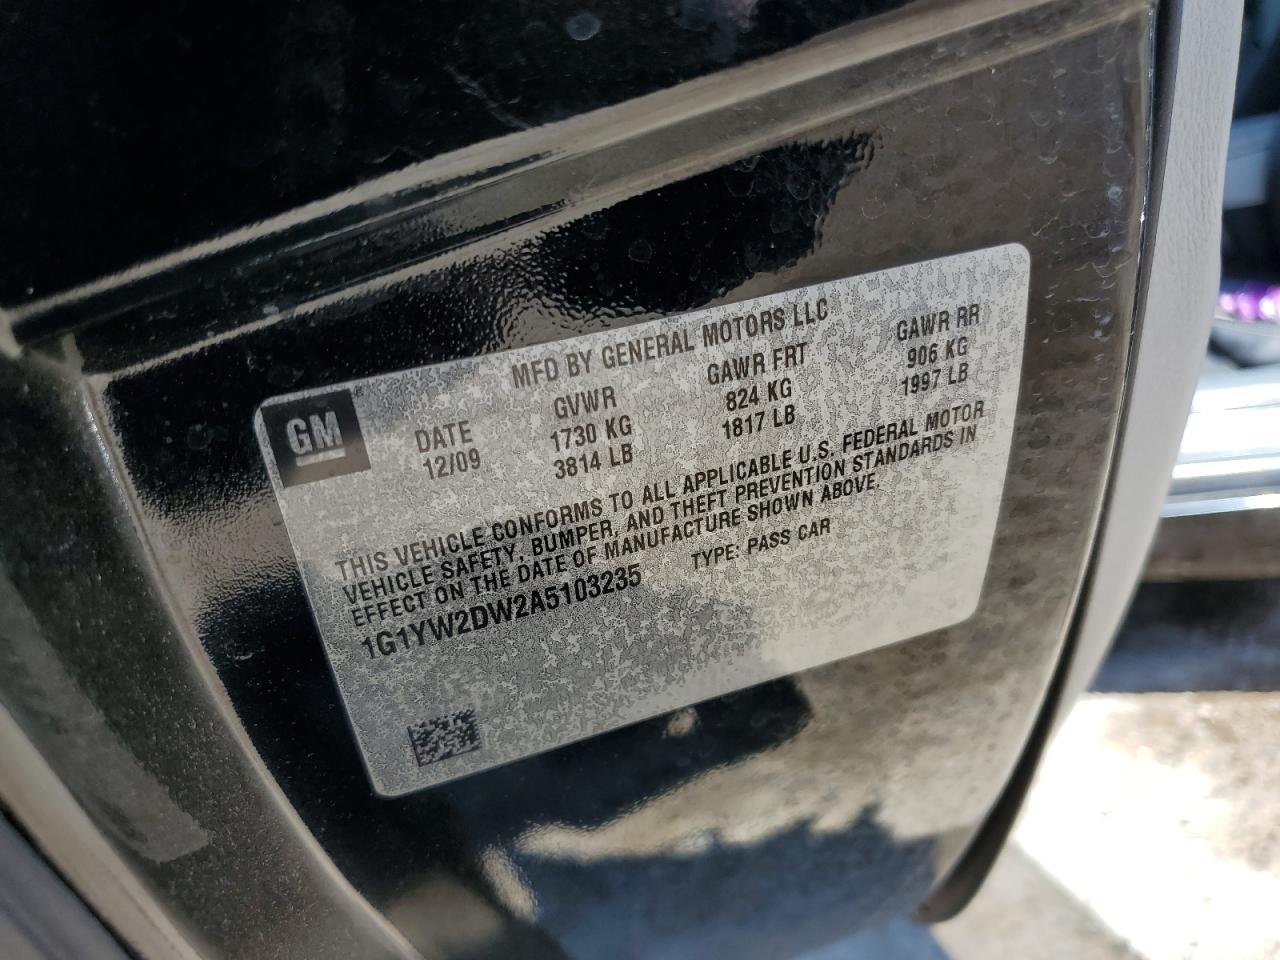 MFD BY GENERAL MOTORS LLC
GM
DATE GVWR GAWR FRT GAWR RR
12/09 1730 KG 824 KG 906 KG
3814 LB 1817 LB 1997 LB
THIS VEHICLE CONFORMS TO ALL APPLICABLE U.S. FEDERAL MOTOR
VEHICLE SAFETY, BUMPER, AND THEFT PREVENTION STANDARDS IN
EFFECT ON THE DATE OF MANUFACTURE SHOWN ABOVE.
1G1YW2DW2A5103235 TYPE: PASS CAR